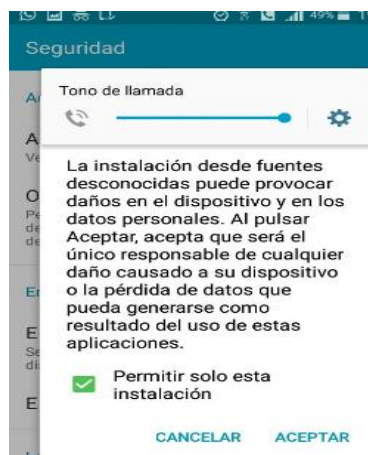 49%
Seguridad
Tono de llamada
La instalación desde fuentes
desconocidas puede provocar
daños en el dispositivo y en los
datos personales. Al pulsar
Aceptar, acepta que será el
único responsable de cualquier
daño causado a su dispositivo
o la pérdida de datos que
pueda generarse como
resultado del uso de estas
aplicaciones.
Permitir solo esta
instalación
CANCELAR ACEPTAR